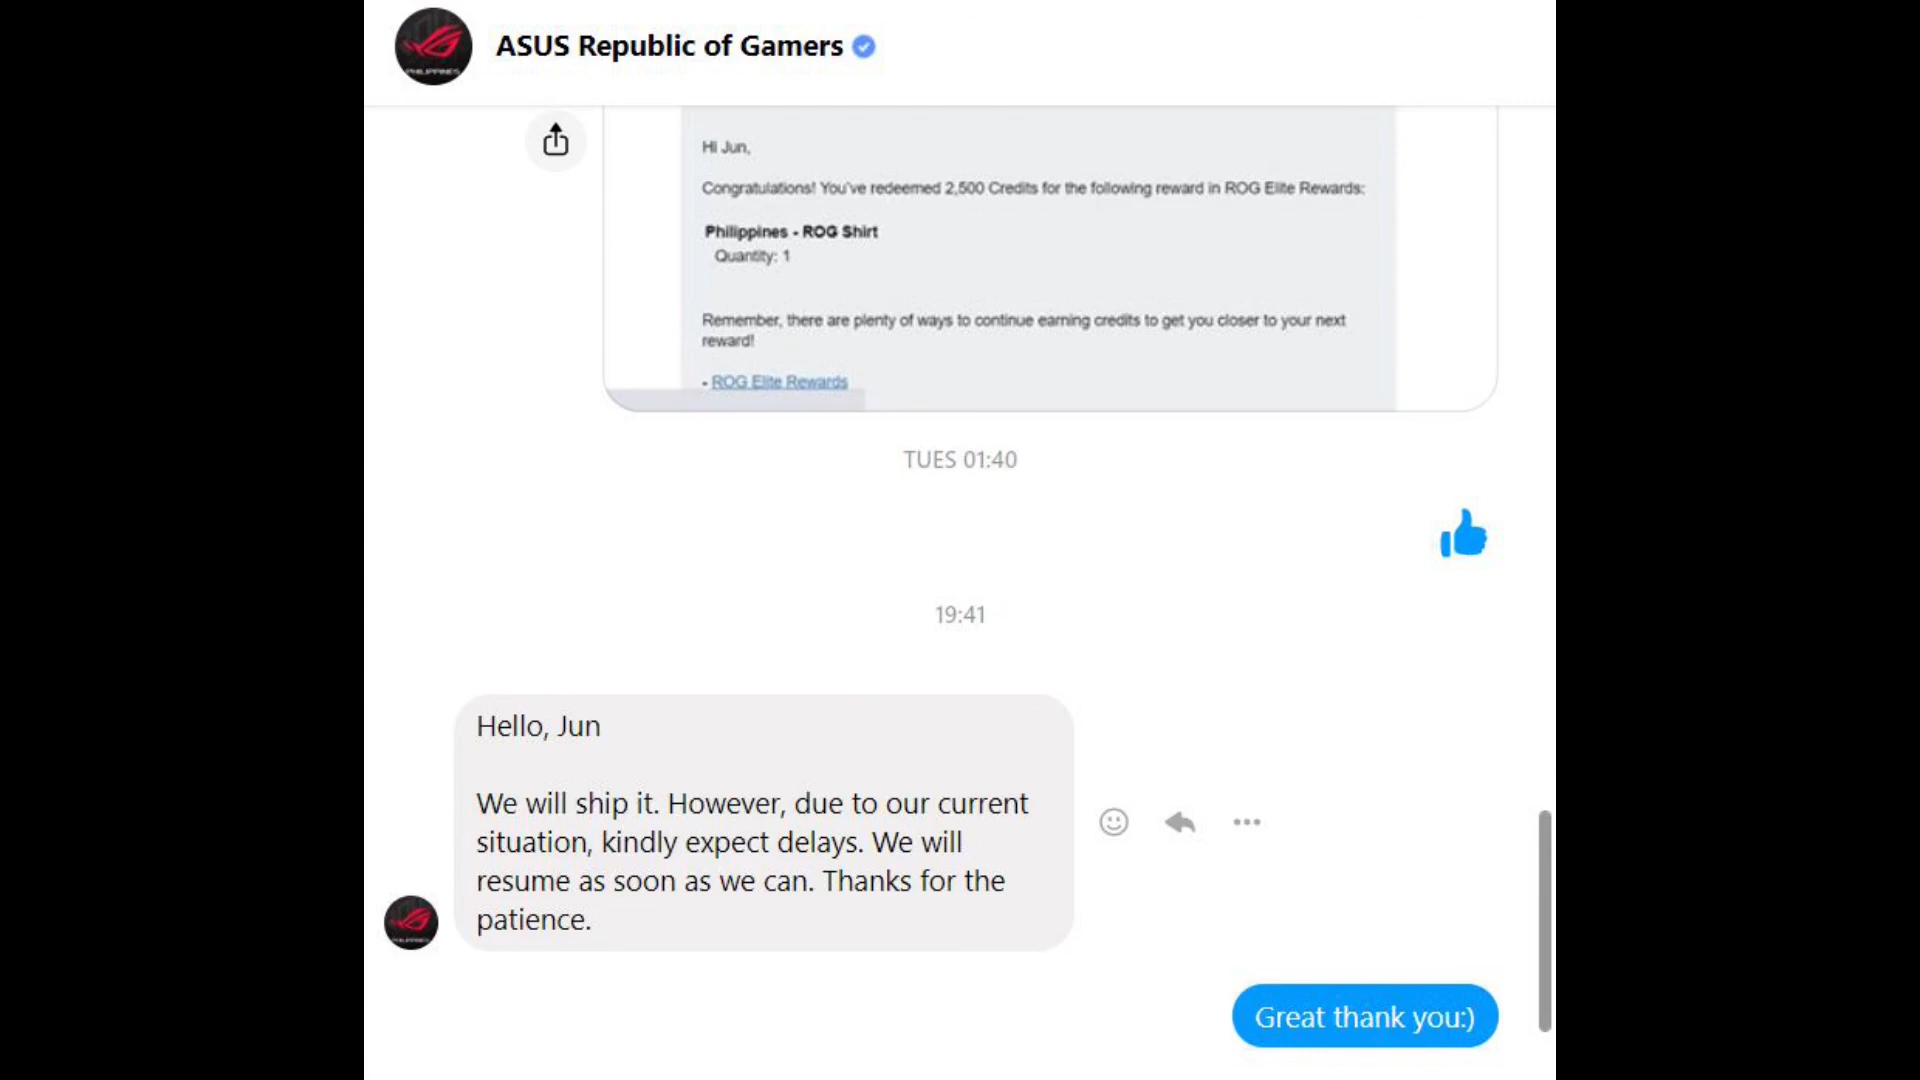 ASUS Republic of Gamers
Hi Jun,
Congratulations! You've redeemed 2,500 Credits for the following reward in ROG Elite Rewards:
Philippines - ROG Shirt
Quantity: 1
Remember, there are plenty of ways to continue earning credits to get you closer to your next
reward!
- ROG Elite Rewards
TUES 01:40
19:41
Hello, Jun
We will ship it. However, due to our current
situation, kindly expect delays. We will
resume as soon as we can. Thanks for the
patience.
Great thank you:)